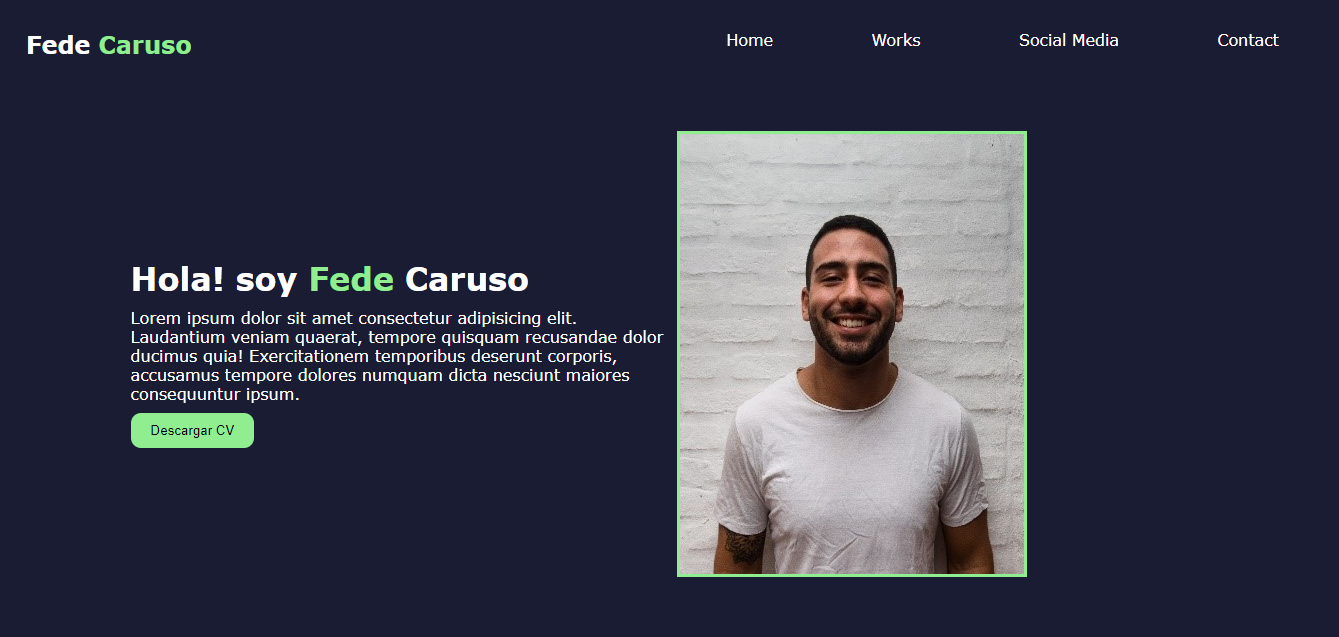 Fede Caruso
Home
Works
Social Media
Contact
Hola! soy Fede Caruso
Lorem ipsum dolor sit amet consectetur adipisicing elit.
Laudantium veniam quaerat, tempore quisquam recusandae dolor
ducimus quia! Exercitationem temporibus deserunt corporis,
accusamus tempore dolores numquam dicta nesciunt maiores
consequuntur ipsum.
Descargar CV